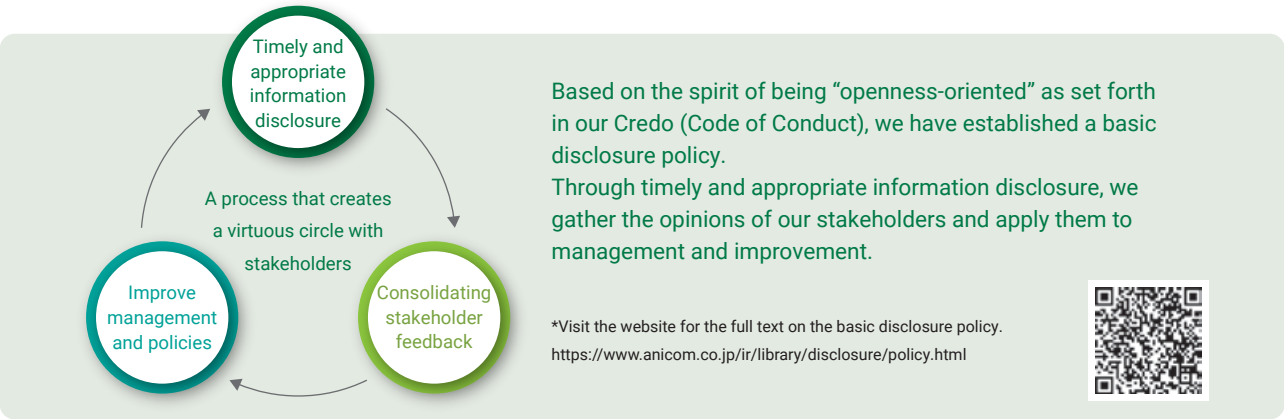 Timely and
appropriate
information
disclosure
A process that creates
a virtuous circle with
stakeholders
Improve
management
and policies
Consolidating
stakeholder
feedback
Based on the spirit of being “openness-oriented” as set forth
in our Credo (Code of Conduct), we have established a basic
disclosure policy.
Through timely and appropriate information disclosure, we
gather the opinions of our stakeholders and apply them to
management and improvement.
*Visit the website for the full text on the basic disclosure policy.
https://www.anicom.co.jp/ir/library/disclosure/policy.html